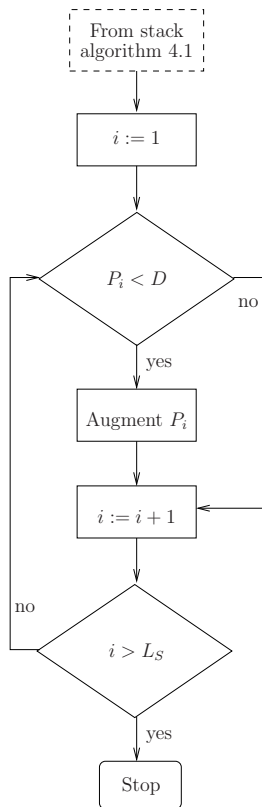 From stack
algorithm 4.1
i := 1
P_i < D
no
yes
Augment P_i
i := i + 1
no
i > L_S
yes
Stop